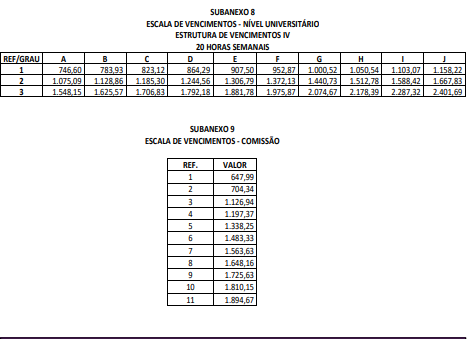 SUBANEXO 8
ESCALA DE VENCIMENTOS - NÍVEL UNIVERSITÁRIO
ESTRUTURA DE VENCIMENTOS IV
20 HORAS SEMANAIS
REF/GRAU A B C D E F G H I J
1 746,60 783,93 823,12 864,29 907,50 952,87 1.000,52 1.050,54 1.103,07 1.158,22
2 1.075,09 1.128,86 1.185,30 1.244,56 1.306,79 1.372,13 1.440,73 1.512,78 1.588,42 1.667,83
3 1.548,15 1.625,57 1.706,83 1.792,18 1.881,78 1.975,87 2.074,67 2.178,39 2.287,32 2.401,69
SUBANEXO 9
ESCALA DE VENCIMENTOS - COMISSÃO
REF. VALOR
1 647,99
2 704,34
3 1.126,94
4 1.197,37
5 1.338,25
6 1.483,33
7 1.563,63
8 1.648,16
9 1.725,63
10 1.810,15
11 1.894,67